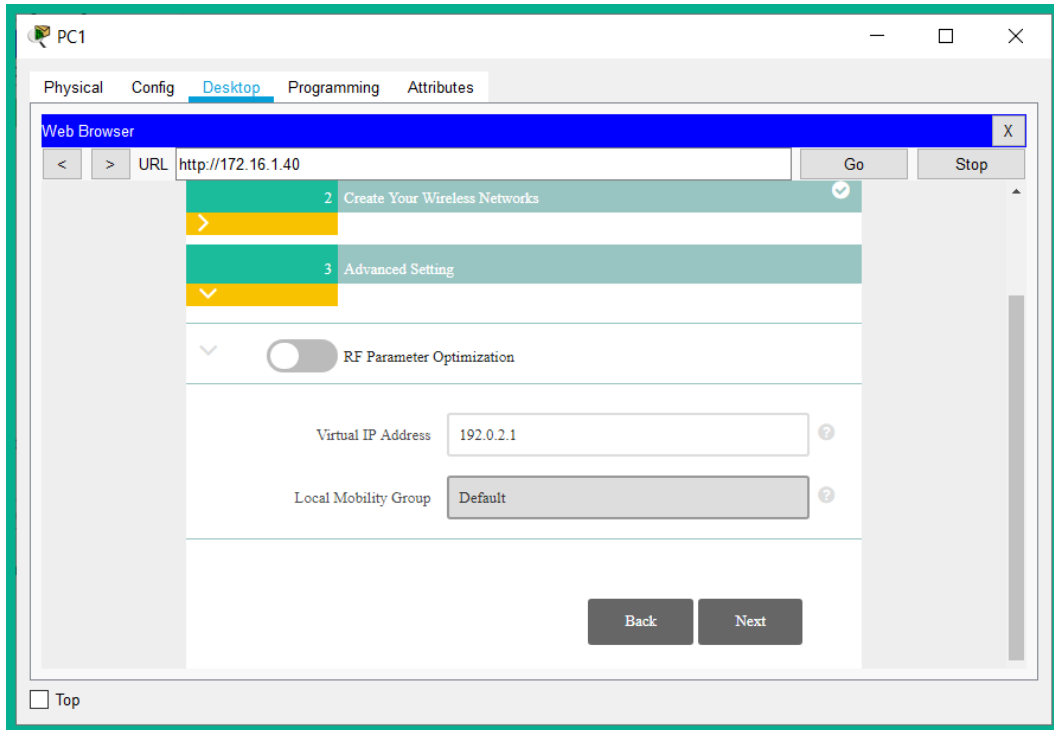 PC1
Physical Config Desktop Programming Attributes
Web Browser X
< > URL http://172.16.1.40 Go Stop
2 Create Your Wireless Networks
3 Advanced Setting
RF Parameter Optimization
Virtual IP Address 192.0.2.1 ?
Local Mobility Group Default ?
Back Next
Top